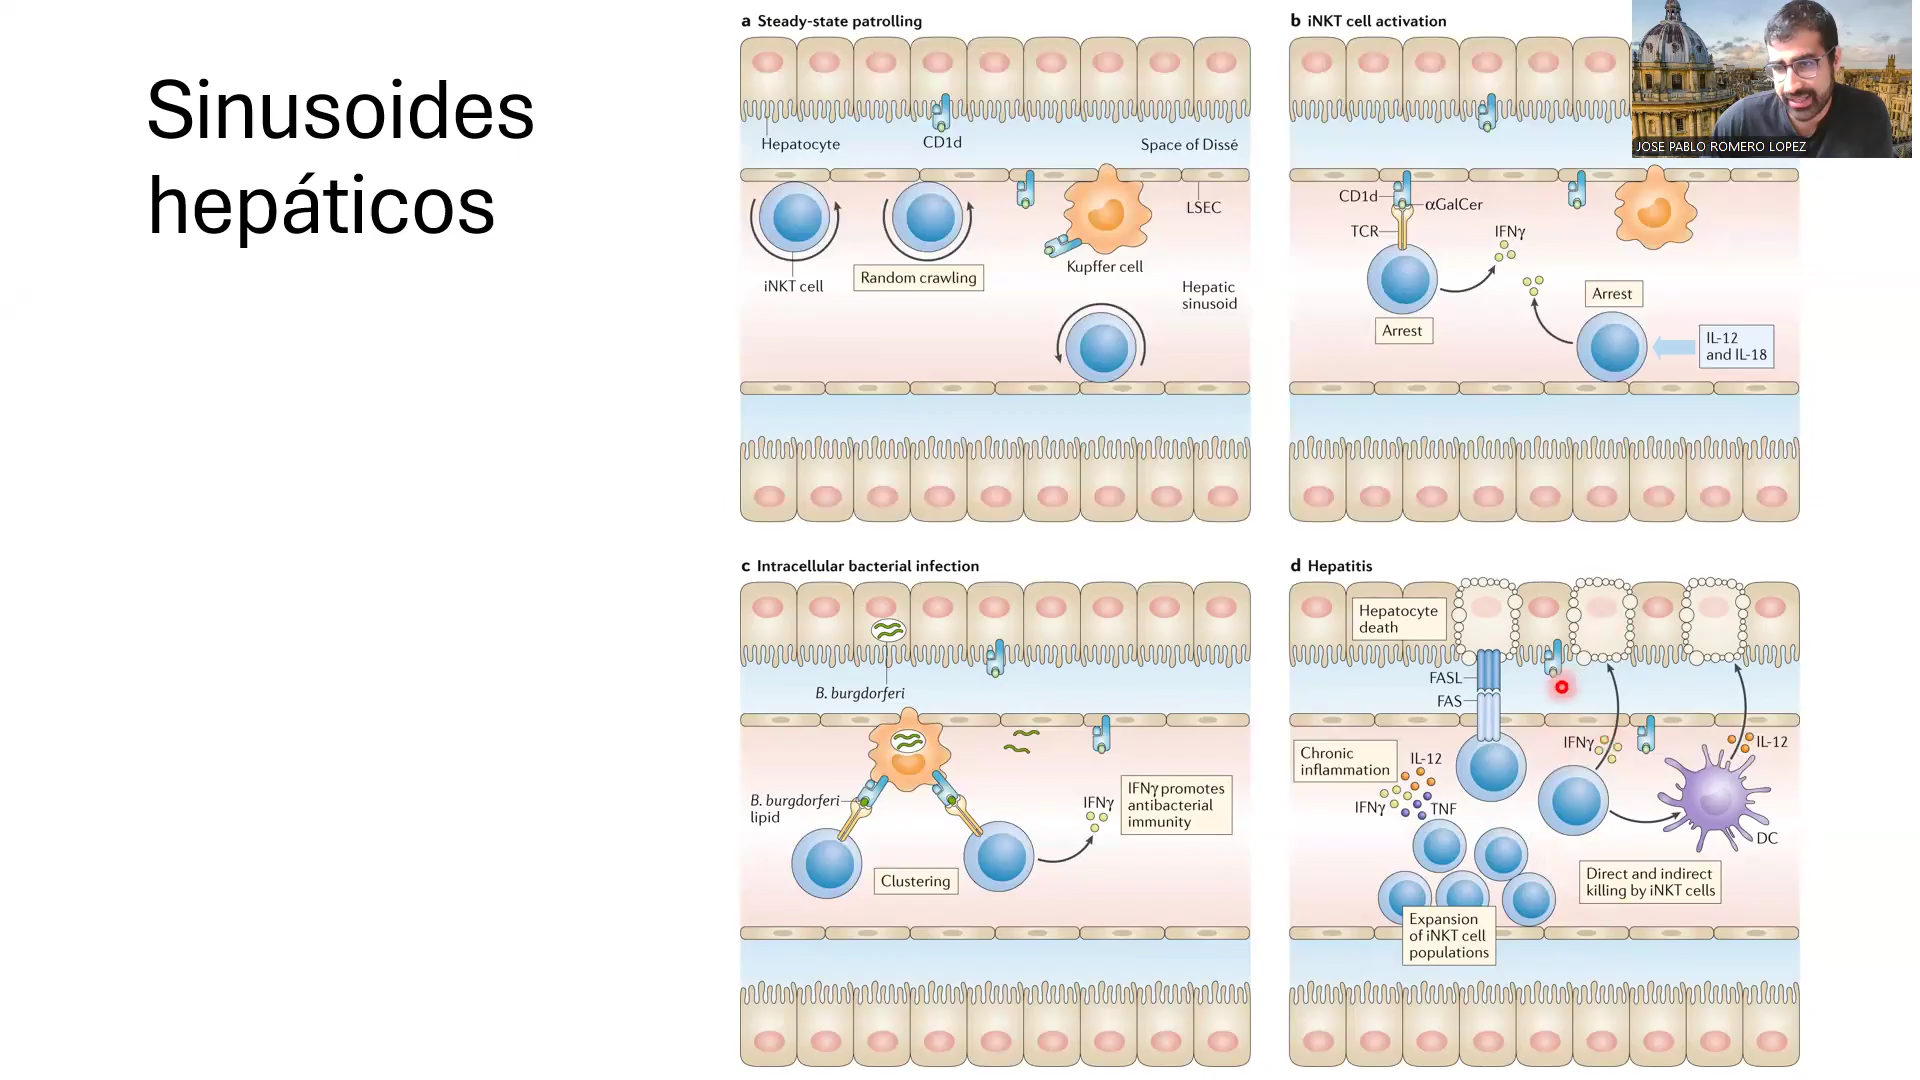 Sinusoides
hepáticos
a Steady-state patrolling
Hepatocyte
CD1d
Space of Dissé
LSEC
iNKT cell
Random crawling
Kupffer cell
Hepatic
sinusoid
b iNKT cell activation
CD1d
αGalCer
TCR
IFNγ
Arrest
Arrest
IL-12
and IL-18
JOSE PABLO ROMERO LOPEZ
c Intracellular bacterial infection
B. burgdorferi
B. burgdorferi
lipid
Clustering
IFNγ
IFNγ promotes
antibacterial
immunity
d Hepatitis
Hepatocyte
death
FASL
FAS
Chronic
inflammation
IL-12
IFNγ
TNF
IFNγ
IL-12
DC
Direct and indirect
killing by iNKT cells
Expansion
of iNKT cell
populations